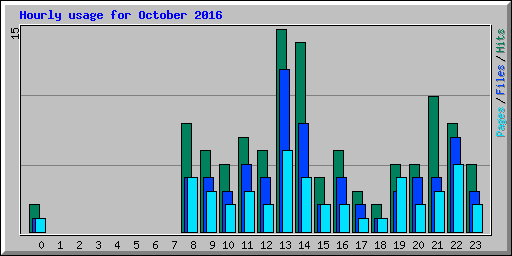 Hourly usage for October 2016
15
Pages / Files / Hits
0 1 2 3 4 5 6 7 8 9 10 11 12 13 14 15 16 17 18 19 20 21 22 23